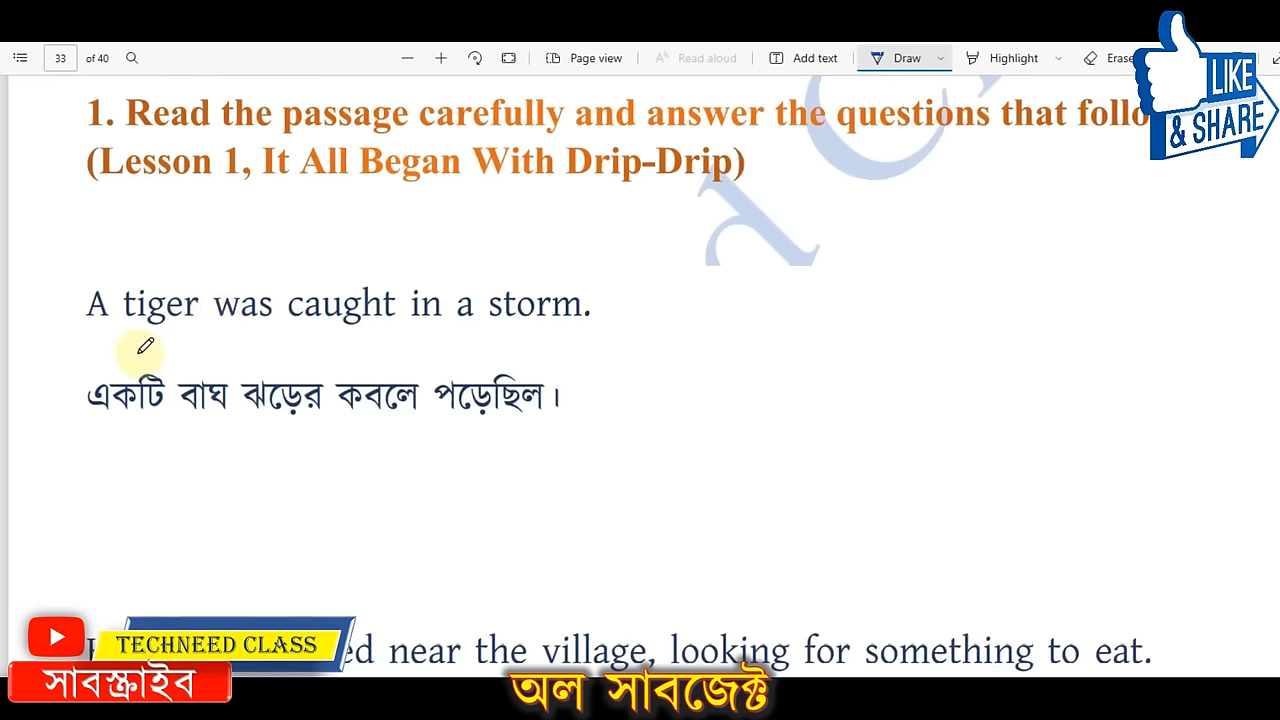 33 of 40 Page view Read aloud Add text Draw Highlight Erase
LIKE
& SHARE
1. Read the passage carefully and answer the questions that follo
(Lesson 1, It All Began With Drip-Drip)
A tiger was caught in a storm.
একটি বাঘ ঝড়ের কবলে পড়েছিল।
near the village, looking for something to eat.
TECHNEED CLASS
সাবস্ক্রাইব
অল সাবজেক্ট